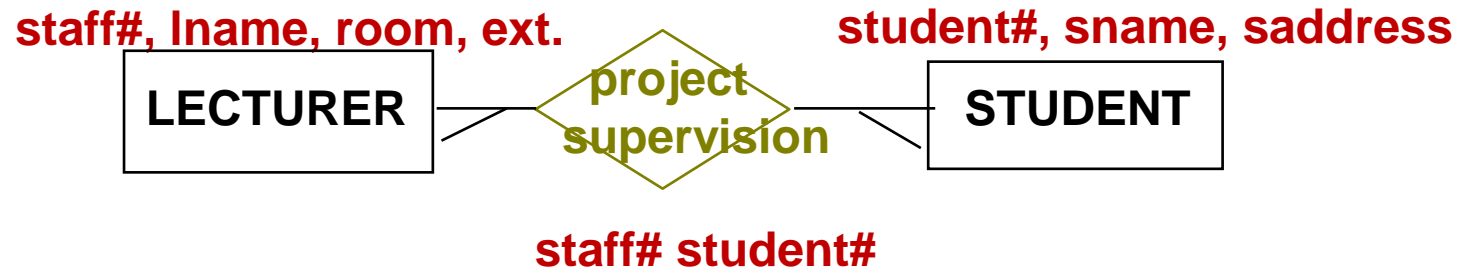 staff#, lname, room, ext.
student#, sname, saddress
LECTURER
project
supervision
STUDENT
staff# student#